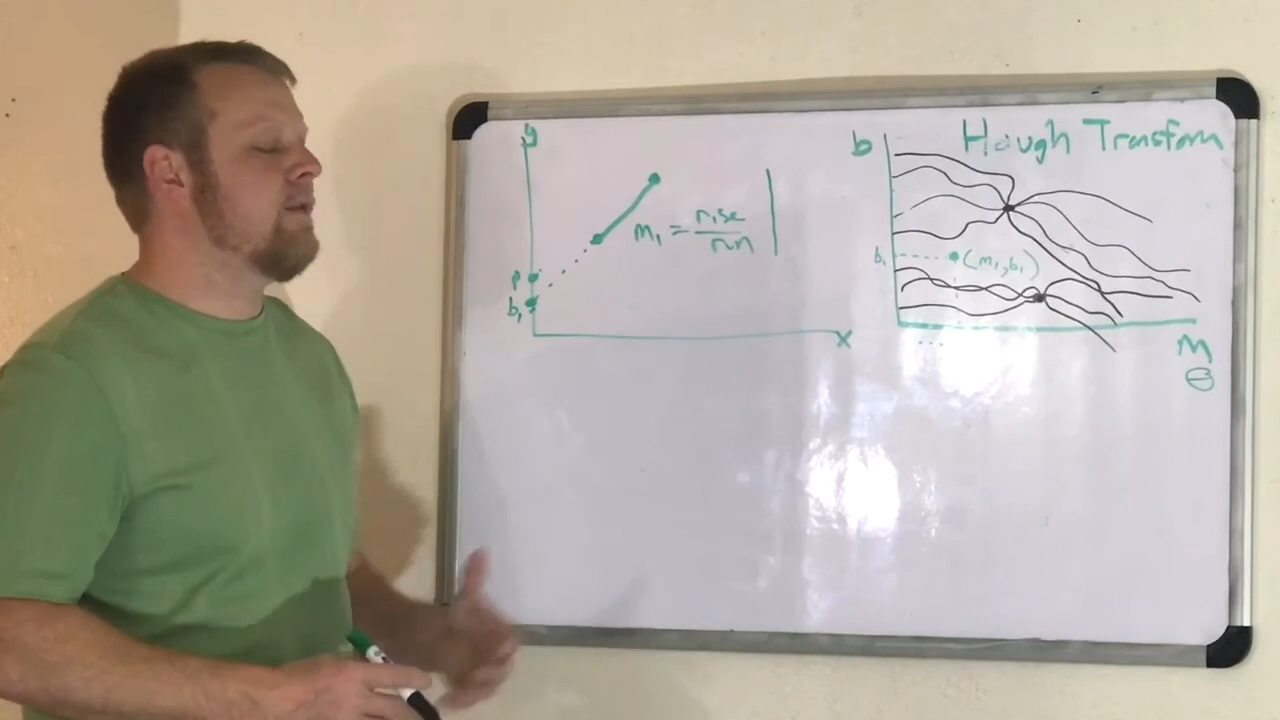 Hough Transform
y
b
m₁ = rise
run
b₁
(m₁, b₁)
P
b₁
x
m
θ